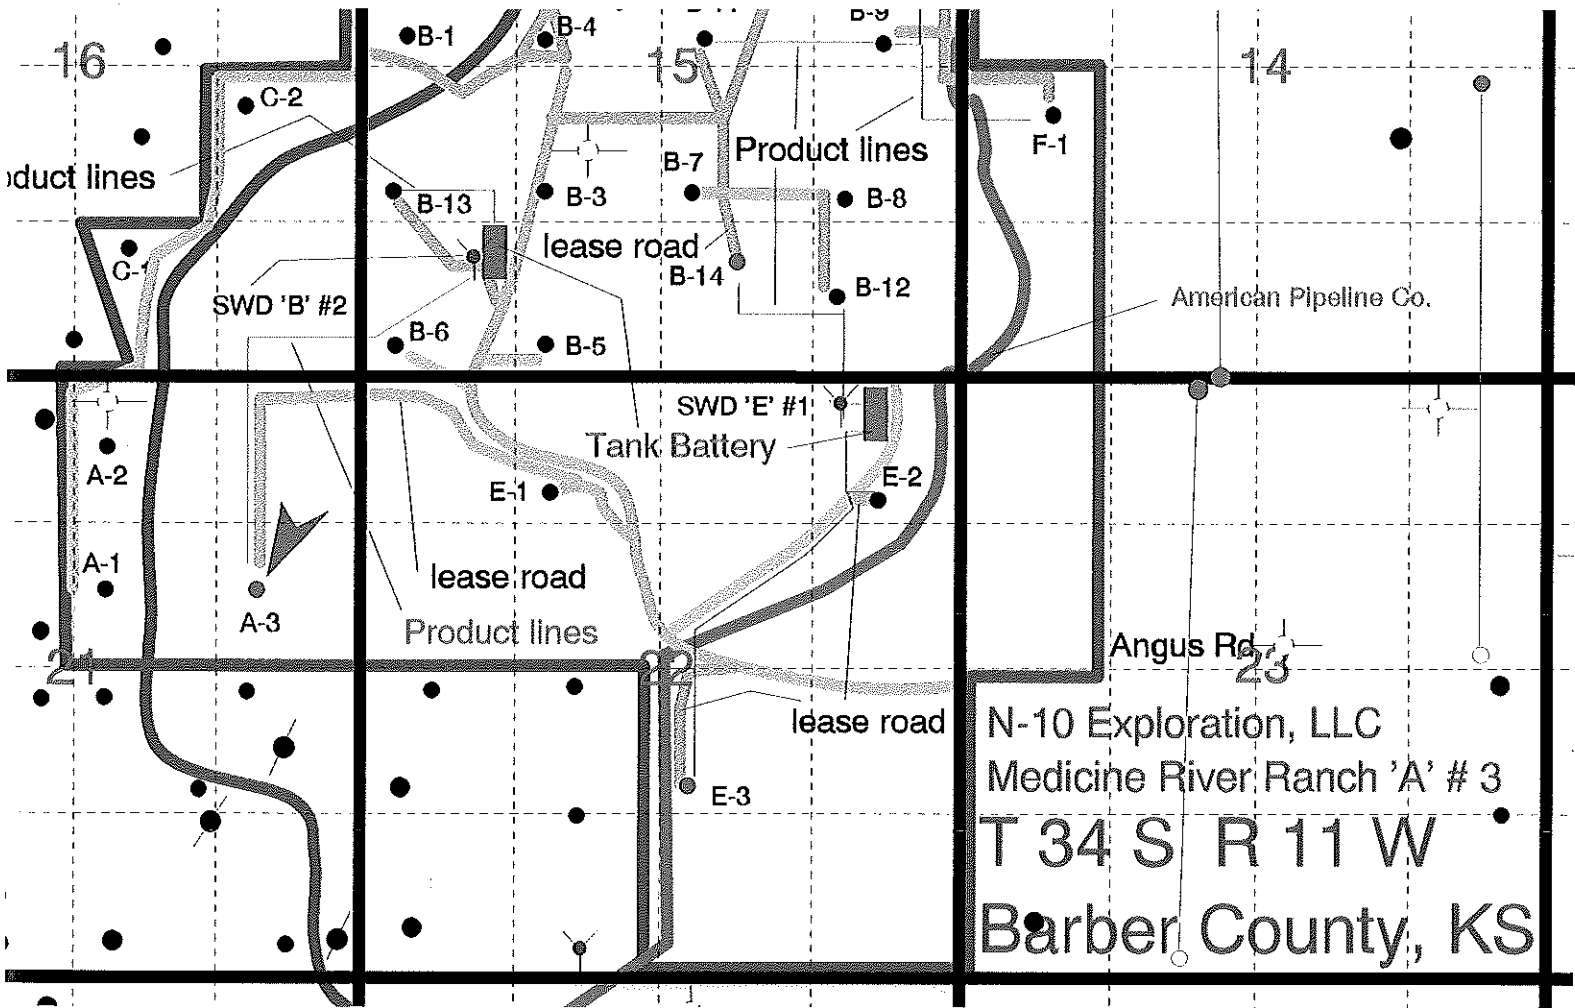 B-9
B-4
B-1
16
15
14
C-2
F-1
Product lines
B-7
duct lines
B-13
B-3
B-8
lease road
C-1
B-14
B-12
American Pipeline Co.
SWD 'B' #2
B-6
B-5
SWD 'E' #1
Tank Battery
A-2
E-1
E-2
A-1
lease road
A-3
Product lines
Angus Rd
21
22
23
lease road
N-10 Exploration, LLC
Medicine River Ranch 'A' # 3
E-3
T 34 S R 11 W
Barber County, KS